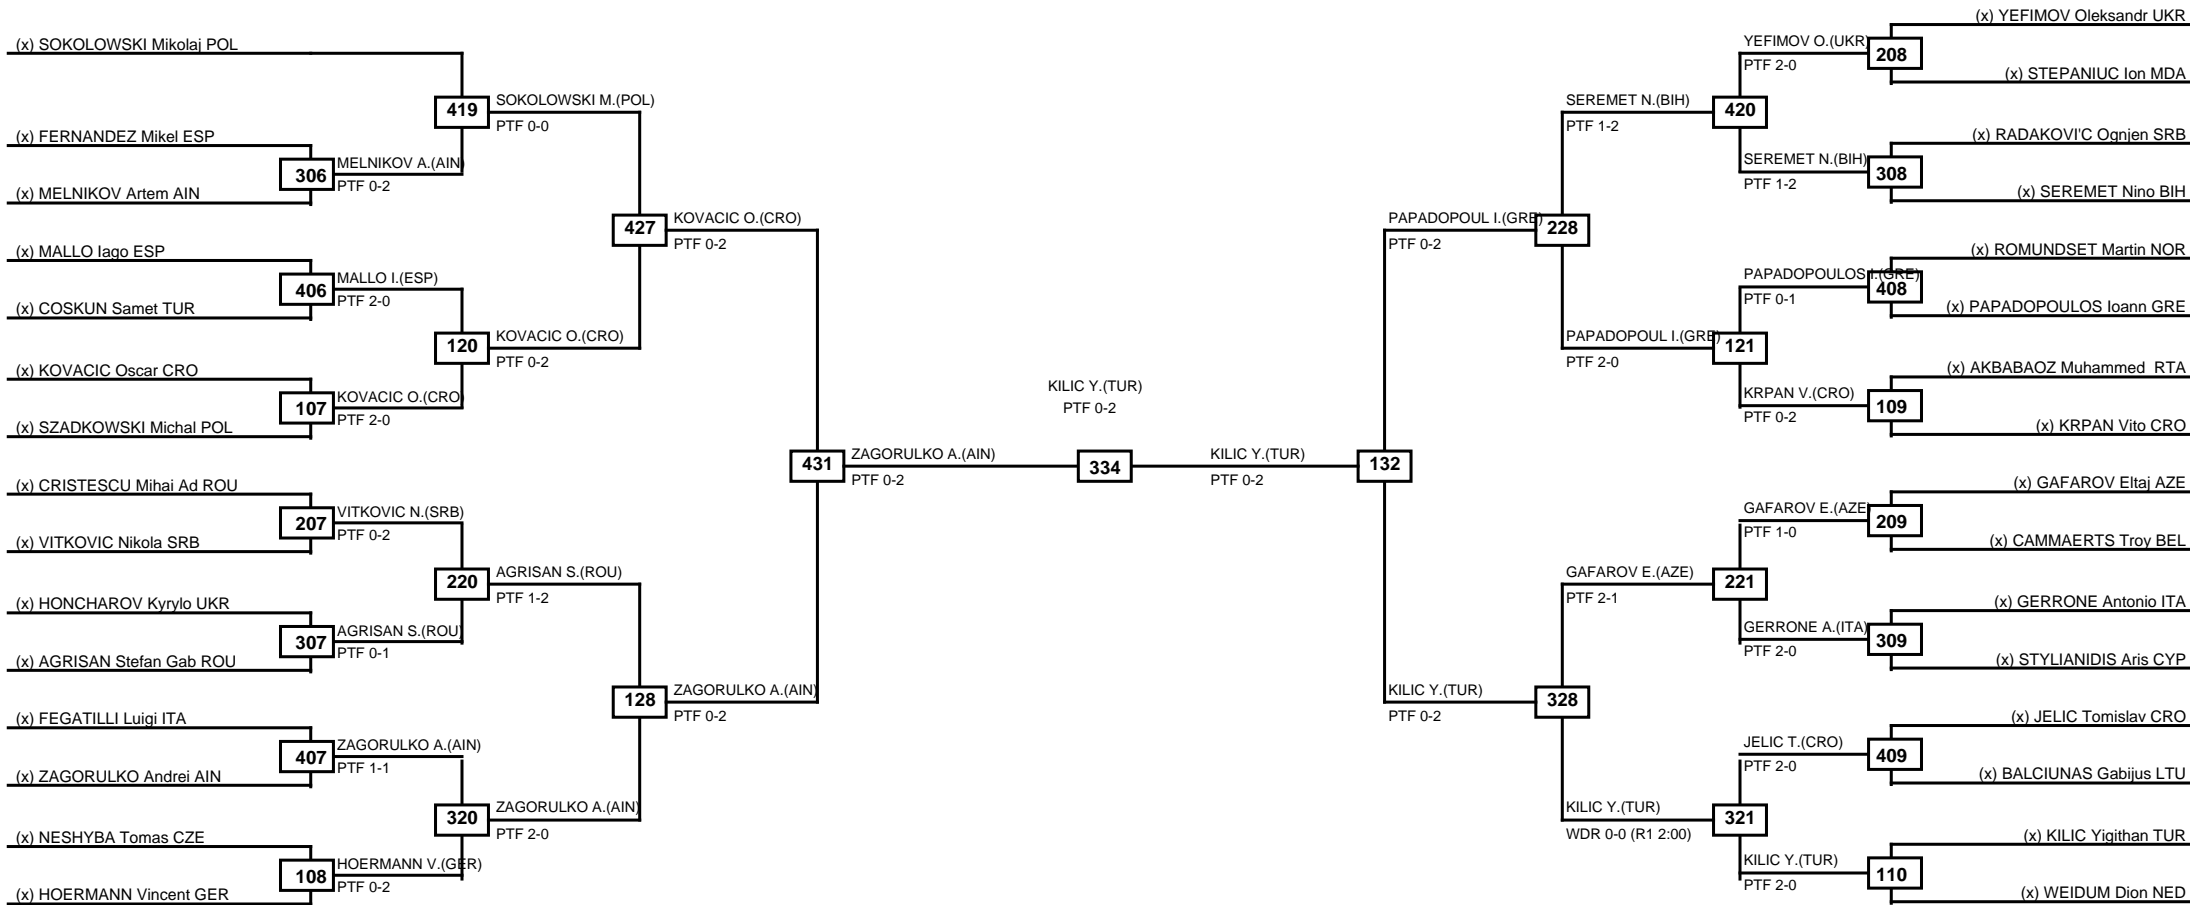 (x) SOKOLOWSKI Mikolaj POL
(x) FERNANDEZ Mikel ESP
(x) MELNIKOV Artem AIN
(x) MALLO Iago ESP
(x) COSKUN Samet TUR
(x) KOVACIC Oscar CRO
(x) SZADKOWSKI Michal POL
(x) CRISTESCU Mihai Ad ROU
(x) VITKOVIC Nikola SRB
(x) HONCHAROV Kyrylo UKR
(x) AGRISAN Stefan Gab ROU
(x) FEGATILLI Luigi ITA
(x) ZAGORULKO Andrei AIN
(x) NESHYBA Tomas CZE
(x) HOERMANN Vincent GER
306
MELNIKOV A.(AIN)
PTF 0-2
406
MALLO I.(ESP)
PTF 2-0
107
KOVACIC O.(CRO)
PTF 2-0
207
VITKOVIC N.(SRB)
PTF 0-2
307
AGRISAN S.(ROU)
PTF 0-1
407
ZAGORULKO A.(AIN)
PTF 1-1
108
HOERMANN V.(GER)
PTF 0-2
419
SOKOLOWSKI M.(POL)
PTF 0-0
120
KOVACIC O.(CRO)
PTF 0-2
220
AGRISAN S.(ROU)
PTF 1-2
320
ZAGORULKO A.(AIN)
PTF 2-0
427
KOVACIC O.(CRO)
PTF 0-2
128
ZAGORULKO A.(AIN)
PTF 0-2
431
ZAGORULKO A.(AIN)
PTF 0-2
KILIC Y.(TUR)
PTF 0-2
334
KILIC Y.(TUR)
PTF 0-2
132
PAPADOPOUL I.(GRE)
PTF 0-2
228
KILIC Y.(TUR)
PTF 0-2
328
SEREMET N.(BIH)
PTF 1-2
420
PAPADOPOUL I.(GRE)
PTF 2-0
121
GAFAROV E.(AZE)
PTF 2-1
221
KILIC Y.(TUR)
WDR 0-0 (R1 2:00)
321
YEFIMOV O.(UKR)
PTF 2-0
208
SEREMET N.(BIH)
PTF 1-2
308
PAPADOPOULOS I.(GRE)
PTF 0-1
408
KRPAN V.(CRO)
PTF 0-2
109
GAFAROV E.(AZE)
PTF 1-0
209
GERRONE A.(ITA)
PTF 2-0
309
JELIC T.(CRO)
PTF 2-0
409
KILIC Y.(TUR)
PTF 2-0
110
(x) YEFIMOV Oleksandr UKR
(x) STEPANIUC Ion MDA
(x) RADAKOVI'C Ognjen SRB
(x) SEREMET Nino BIH
(x) ROMUNDSET Martin NOR
(x) PAPADOPOULOS Ioann GRE
(x) AKBABAOZ Muhammed RTA
(x) KRPAN Vito CRO
(x) GAFAROV Eltaj AZE
(x) CAMMAERTS Troy BEL
(x) GERRONE Antonio ITA
(x) STYLIANIDIS Aris CYP
(x) JELIC Tomislav CRO
(x) BALCIUNAS Gabijus LTU
(x) KILIC Yigithan TUR
(x) WEIDUM Dion NED